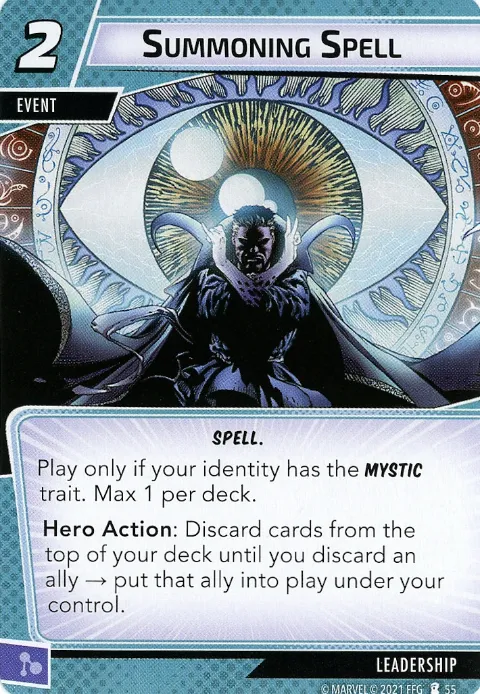 2
SUMMONING SPELL
EVENT
SPELL.
Play only if your identity has the MYSTIC
trait. Max 1 per deck.
Hero Action: Discard cards from the
top of your deck until you discard an
ally → put that ally into play under your
control.
LEADERSHIP
© MARVEL © 2021 FFG 55